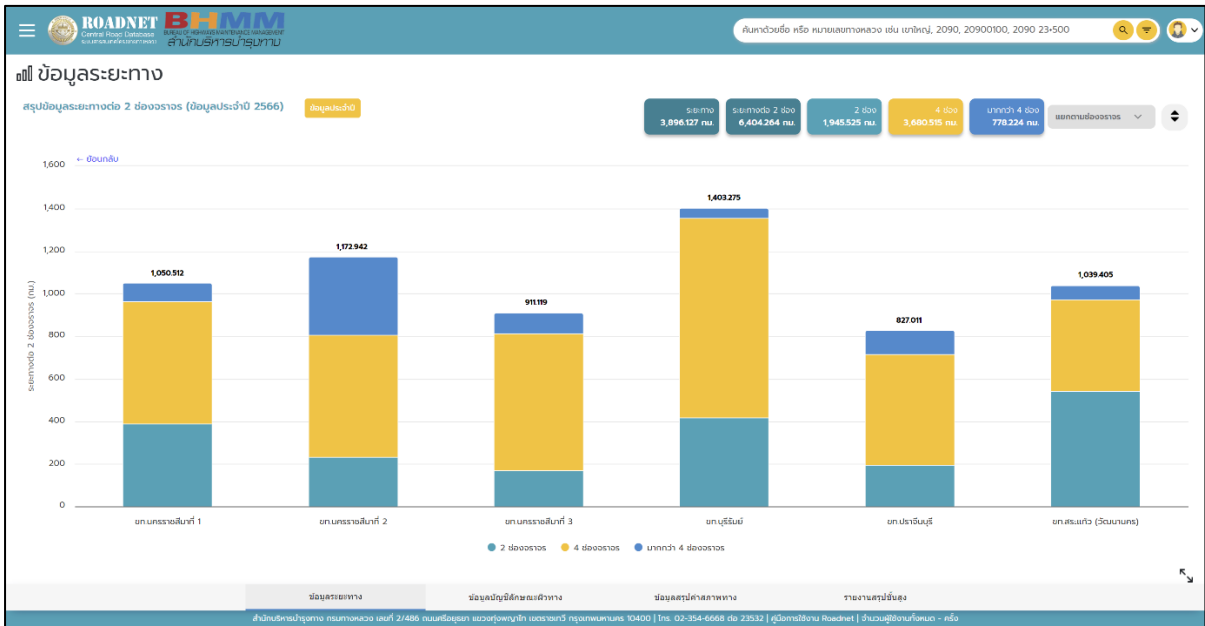 ROADNET
Central Road Database
BHMM
BUREAU OF HIGHWAYS MAINTENANCE MANAGEMENT
สำนักบริหารบำรุงทาง
ค้นหาด้วยชื่อ หรือ หมายเลขทางหลวง เช่น เขาใหญ่, 2090, 20900100, 2090 23+500
ข้อมูลระยะทาง
สรุปข้อมูลระยะทางต่อ 2 ช่องจราจร (ข้อมูลประจำปี 2566)
ข้อมูลประจำปี
ระยะทาง
3,896.127 กม.
ระยะทางต่อ 2 ช่อง
6,404.264 กม.
2 ช่อง
1,945.525 กม.
4 ช่อง
3,680.515 กม.
มากกว่า 4 ช่อง
778.224 กม.
แยกตามช่องจราจร
← ย้อนกลับ
ระยะทางต่อ 2 ช่องจราจร (กม.)
1,600
1,400
1,200
1,000
800
600
400
200
0
1,050.512
1,172.942
911.119
1,403.275
827.011
1,039.405
ขท.นครราชสีมาที่ 1
ขท.นครราชสีมาที่ 2
ขท.นครราชสีมาที่ 3
ขท.บุรีรัมย์
ขท.ปราจีนบุรี
ขท.สระแก้ว (วัฒนานคร)
2 ช่องจราจร
4 ช่องจราจร
มากกว่า 4 ช่องจราจร
ข้อมูลระยะทาง
ข้อมูลบัญชีลักษณะผิวทาง
ข้อมูลสรุปค่าสภาพทาง
รายงานสรุปขั้นสูง
สำนักบริหารบำรุงทาง กรมทางหลวง เลขที่ 2/486 ถนนศรีอยุธยา แขวงทุ่งพญาไท เขตราชเทวี กรุงเทพมหานคร 10400 | โทร. 02-354-6668 ต่อ 23532 | คู่มือการใช้งาน Roadnet | จำนวนผู้ใช้งานทั้งหมด - ครั้ง